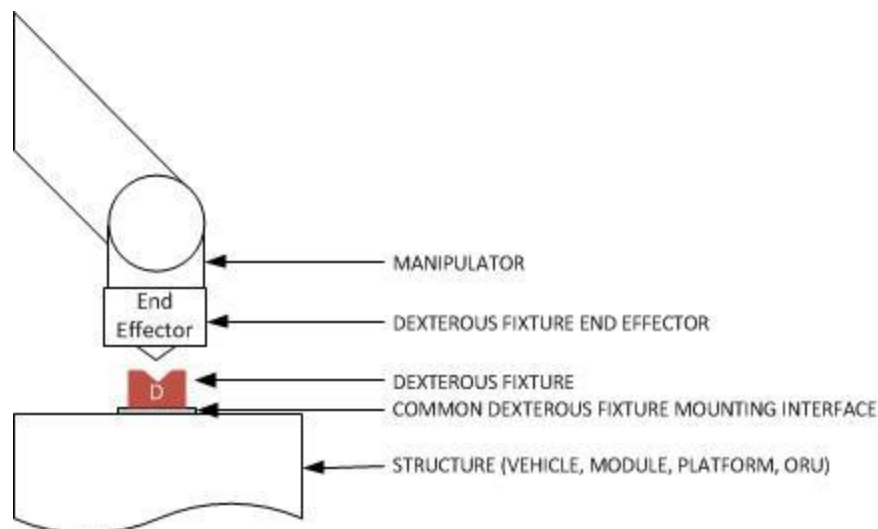 MANIPULATOR
End
Effector
DEXTEROUS FIXTURE END EFFECTOR
DEXTEROUS FIXTURE
D
COMMON DEXTEROUS FIXTURE MOUNTING INTERFACE
STRUCTURE (VEHICLE, MODULE, PLATFORM, ORU)